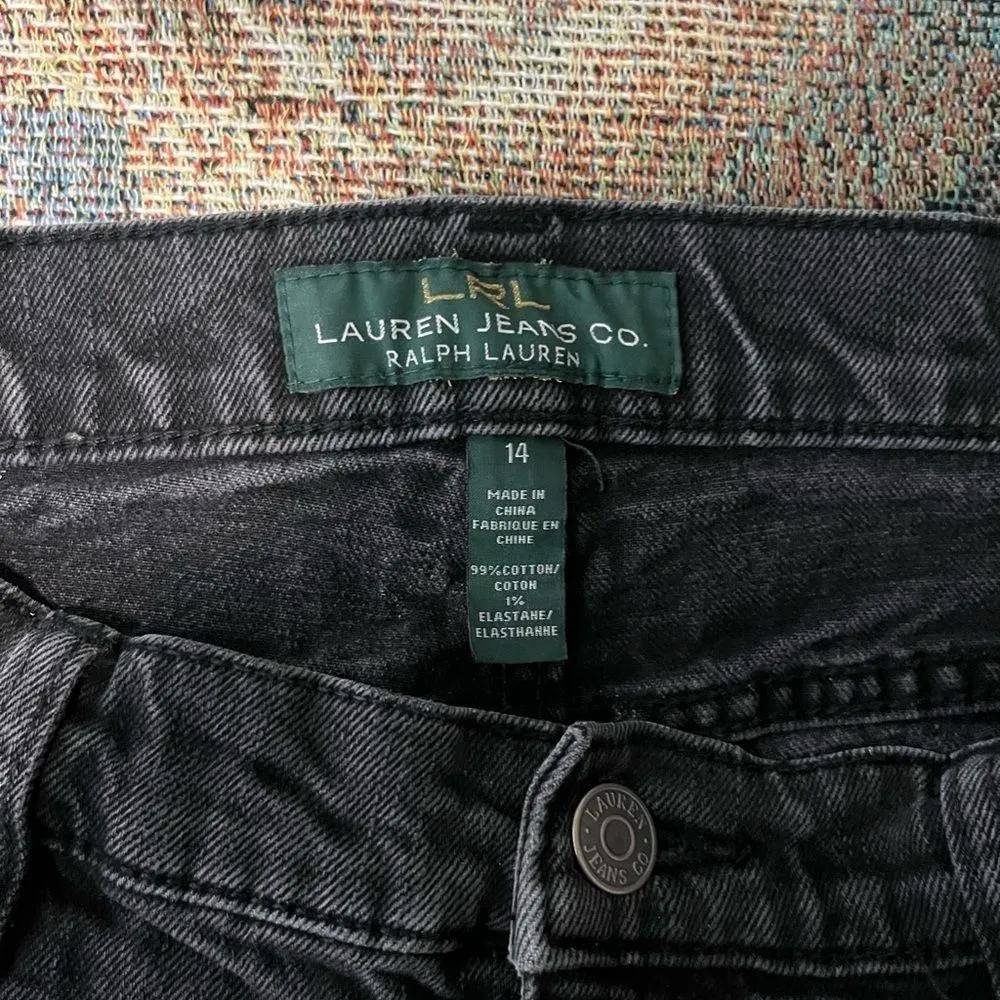 LRL
LAUREN JEANS CO.
RALPH LAUREN
14
MADE IN
CHINA
FABRIQUE EN
CHINE
99%COTTON/
COTON
1%
ELASTANE/
ELASTHANNE
LAUREN
JEANS CO